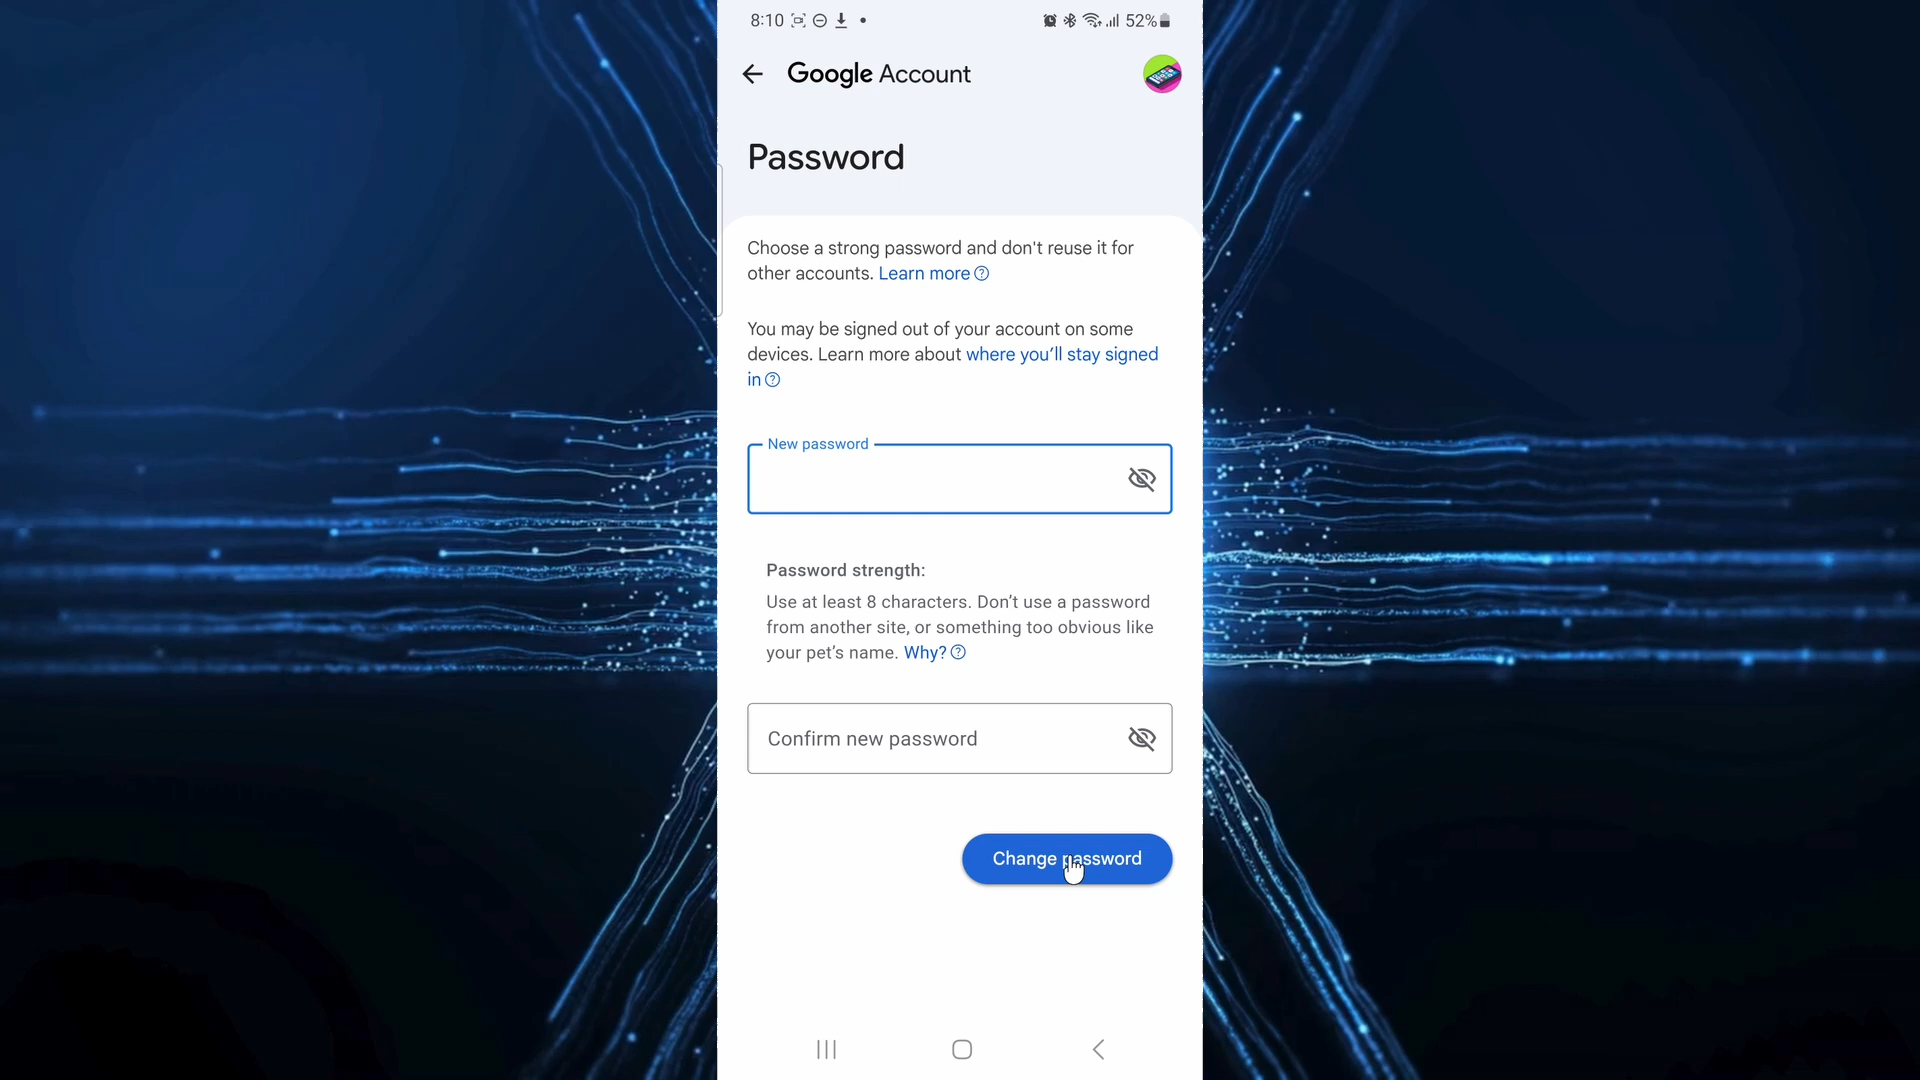 8:10
52%
Google Account
Password
Choose a strong password and don't reuse it for
other accounts. Learn more
You may be signed out of your account on some
devices. Learn more about where you’ll stay signed
in
New password
Password strength:
Use at least 8 characters. Don’t use a password
from another site, or something too obvious like
your pet’s name. Why?
Confirm new password
Change password